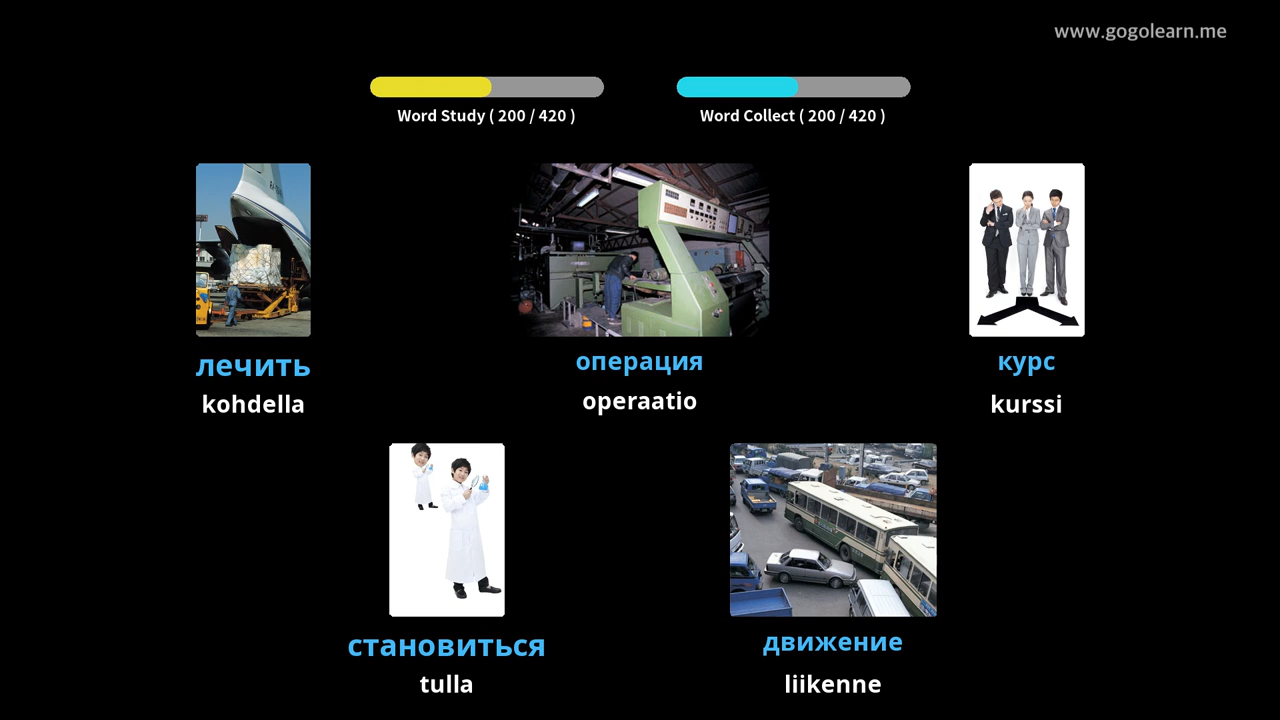 www.gogolearn.me
Word Study ( 200 / 420 )
Word Collect ( 200 / 420 )
лечить
kohdella
операция
operaatio
курс
kurssi
становиться
tulla
движение
liikenne